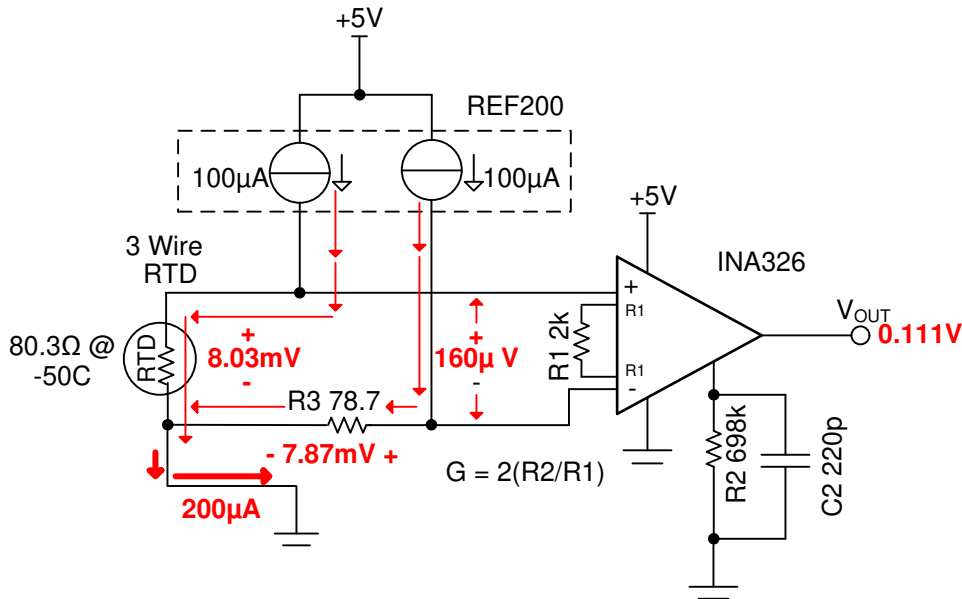 +5V
REF200
100µA
100µA
3 Wire
RTD
+5V
INA326
+
R1
R1 2k
R1
-
V_OUT
0.111V
80.3Ω @
-50C
RTD
+
8.03mV
-
+
160µ V
-
R3 78.7
- 7.87mV +
G = 2(R2/R1)
R2 698k
C2 220p
200µA